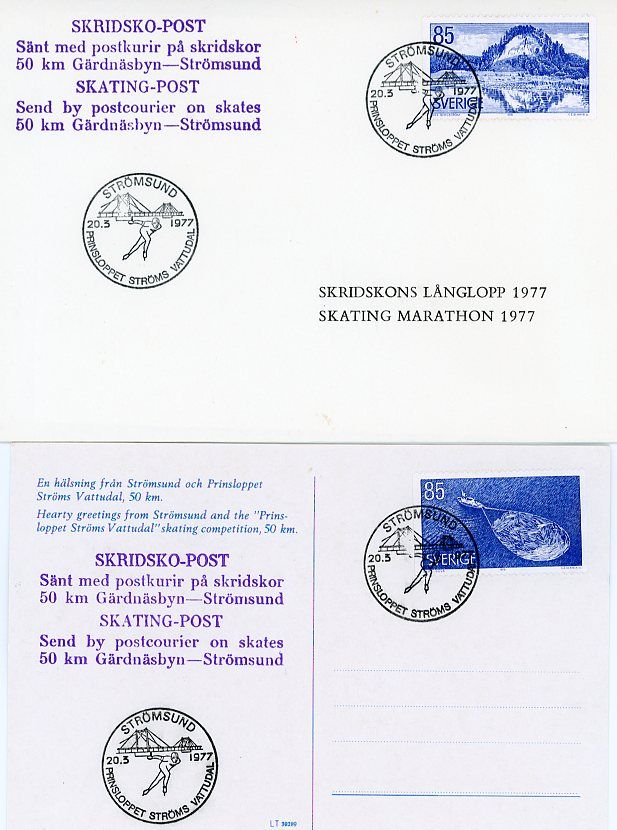 SKRIDSKO-POST
Sänt med postkurir på skridskor
50 km Gärdnäsbyn—Strömsund
SKATING-POST
Send by postcourier on skates
50 km Gärdnäsbyn—Strömsund
85
SVERIGE
STRÖMSUND
20.3 1977
PRINSLOPPET STRÖMS VATTUDAL
STRÖMSUND
20.3 1977
PRINSLOPPET STRÖMS VATTUDAL
SKRIDSKONS LÅNGLOPP 1977
SKATING MARATHON 1977
En hälsning från Strömsund och Prinsloppet
Ströms Vattudal, 50 km.
Hearty greetings from Strömsund and the "Prins-
loppet Ströms Vattudal" skating competition, 50 km.
SKRIDSKO-POST
Sänt med postkurir på skridskor
50 km Gärdnäsbyn—Strömsund
SKATING-POST
Send by postcourier on skates
50 km Gärdnäsbyn—Strömsund
85
SVERIGE
STRÖMSUND
20.3 1977
PRINSLOPPET STRÖMS VATTUDAL
STRÖMSUND
20.3 1977
PRINSLOPPET STRÖMS VATTUDAL
LT 39299